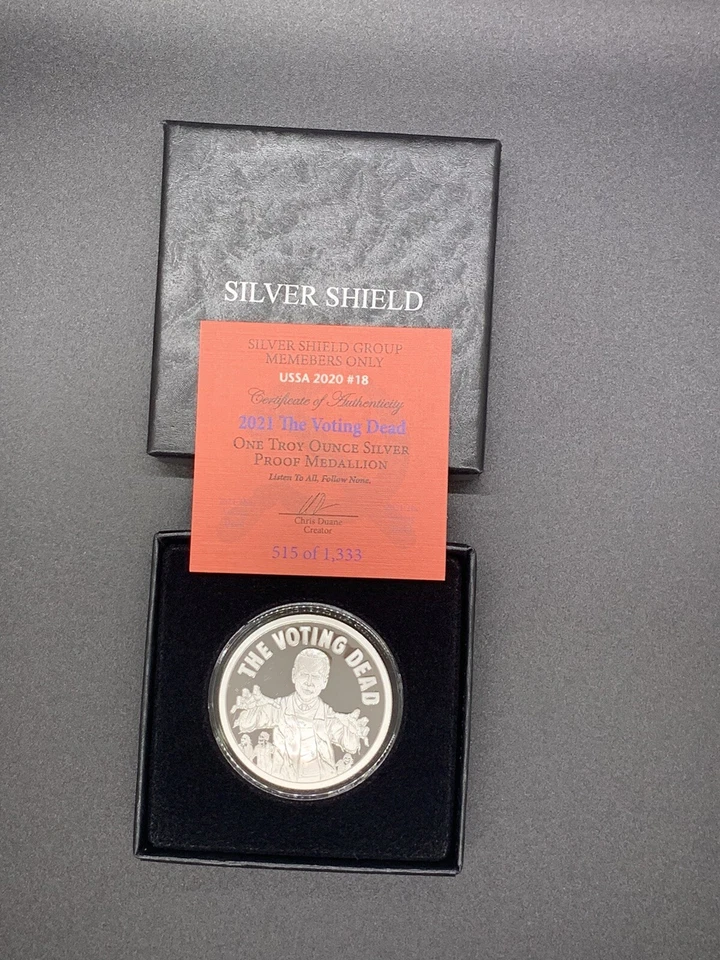 SILVER SHIELD
SILVER SHIELD GROUP
MEMEBERS ONLY
USSA 2020 #18
Certificate of Authenticity
2021 The Voting Dead
ONE TROY OUNCE SILVER
PROOF MEDALLION
Listen To All, Follow None.
Chris Duane
Creator
515 of 1,333
THE VOTING DEAD